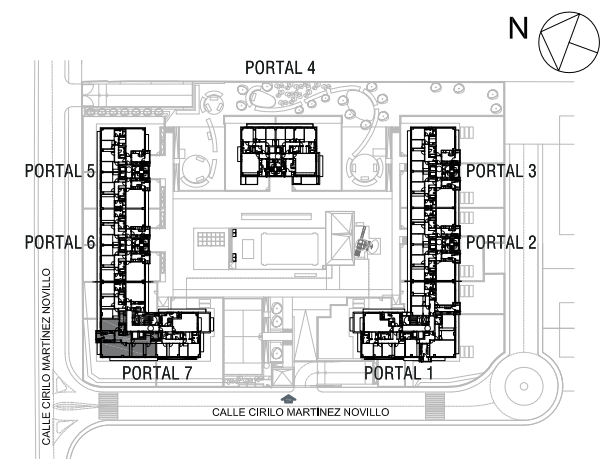 N
PORTAL 4
PORTAL 5
PORTAL 3
PORTAL 6
PORTAL 2
CALLE CIRILO MARTÍNEZ NOVILLO
PORTAL 7
PORTAL 1
CALLE CIRILO MARTÍNEZ NOVILLO